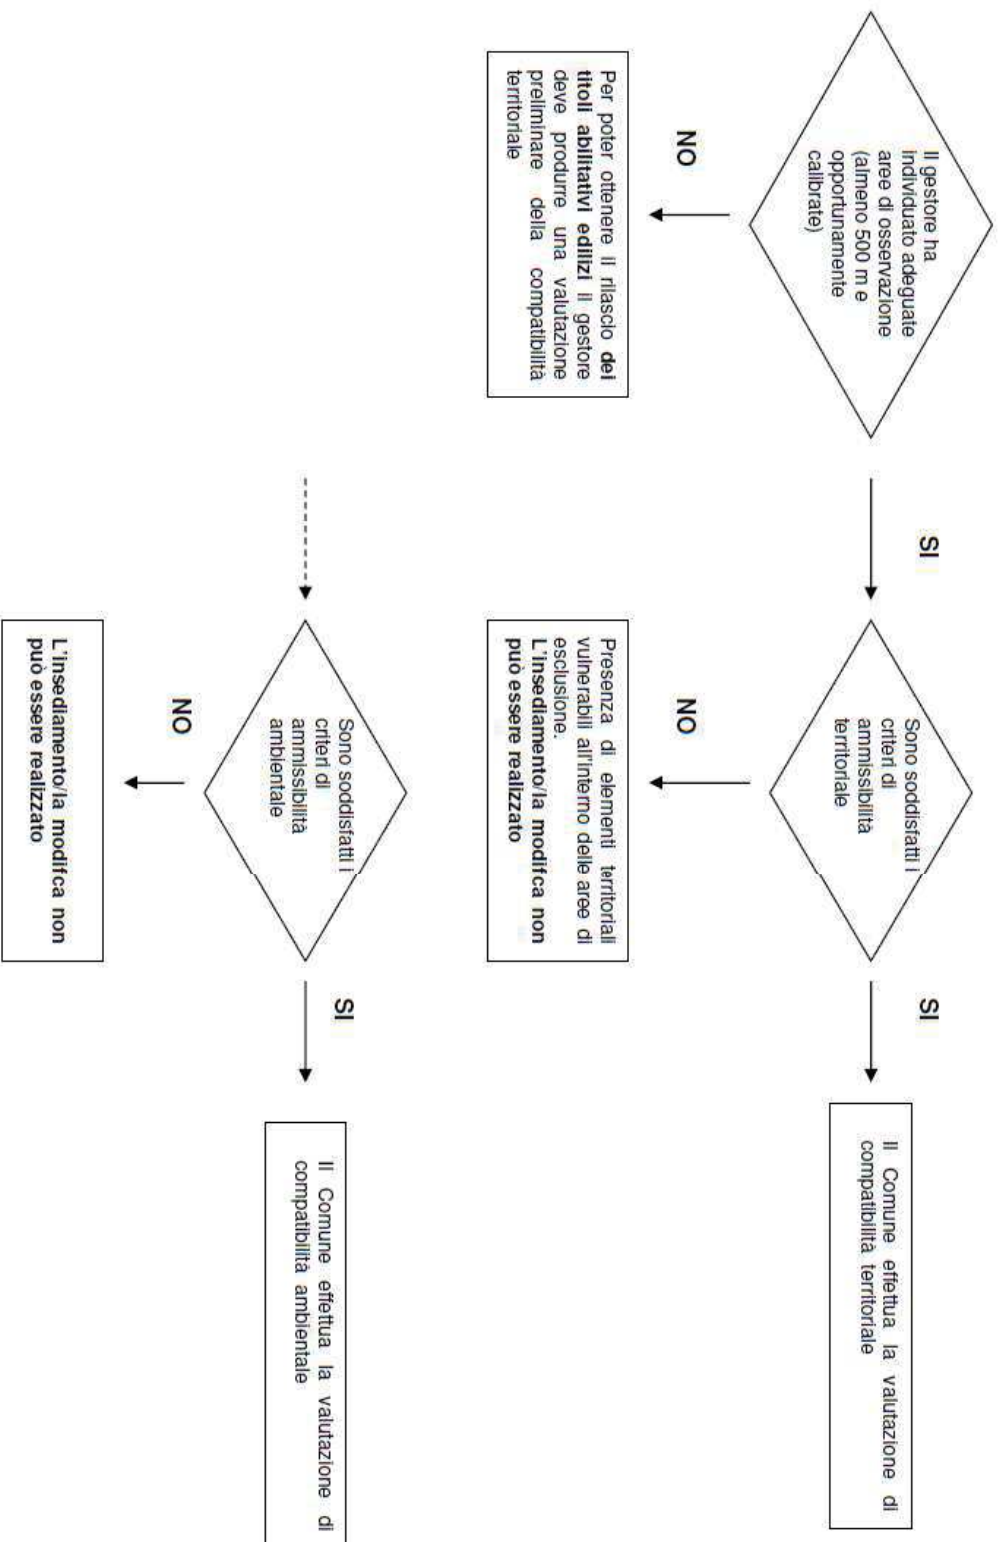 Il gestore ha
individuato adeguate
aree di osservazione
(almeno 500 m e
opportunamente
calibrate)
SI
NO
Per poter ottenere il rilascio dei
titoli abilitativi edilizi il gestore
deve produrre una valutazione
preliminare della compatibilità
territoriale
Sono soddisfatti i
criteri di
ammissibilità
territoriale
SI
NO
Presenza di elementi territoriali
vulnerabili all'interno delle aree di
esclusione.
L'insediamento/la modifca non
può essere realizzato
Il Comune effettua la valutazione di
compatibilità territoriale
Sono soddisfatti i
criteri di
ammissibilità
ambientale
SI
NO
L'insediamento/la modifca non
può essere realizzato
Il Comune effettua la valutazione di
compatibilità ambientale